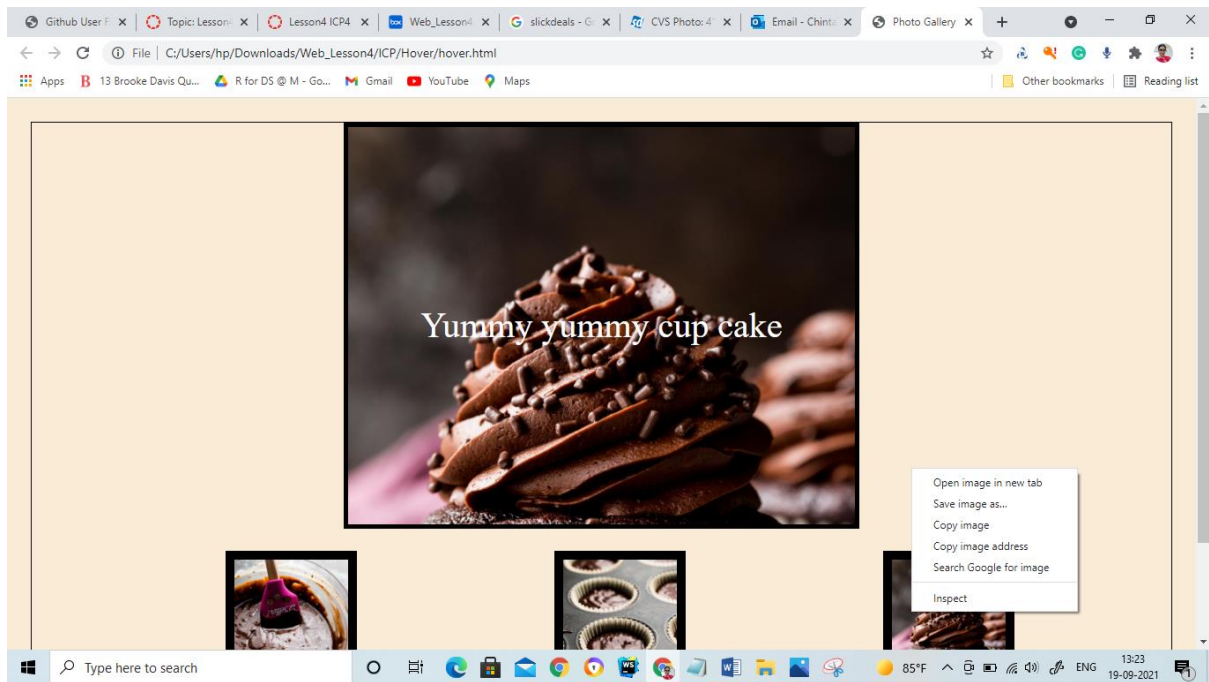 Github User F
Topic: Lesson4
Lesson4 ICP4
Web_Lesson4
slickdeals - Go
CVS Photo: 4"
Email - Chinta
Photo Gallery
File | C:/Users/hp/Downloads/Web_Lesson4/ICP/Hover/hover.html
Apps
13 Brooke Davis Qu...
R for DS @ M - Go...
Gmail
YouTube
Maps
Other bookmarks
Reading list
Yummy yummy cup cake
Open image in new tab
Save image as...
Copy image
Copy image address
Search Google for image
Inspect
Type here to search
85°F
ENG
13:23
19-09-2021